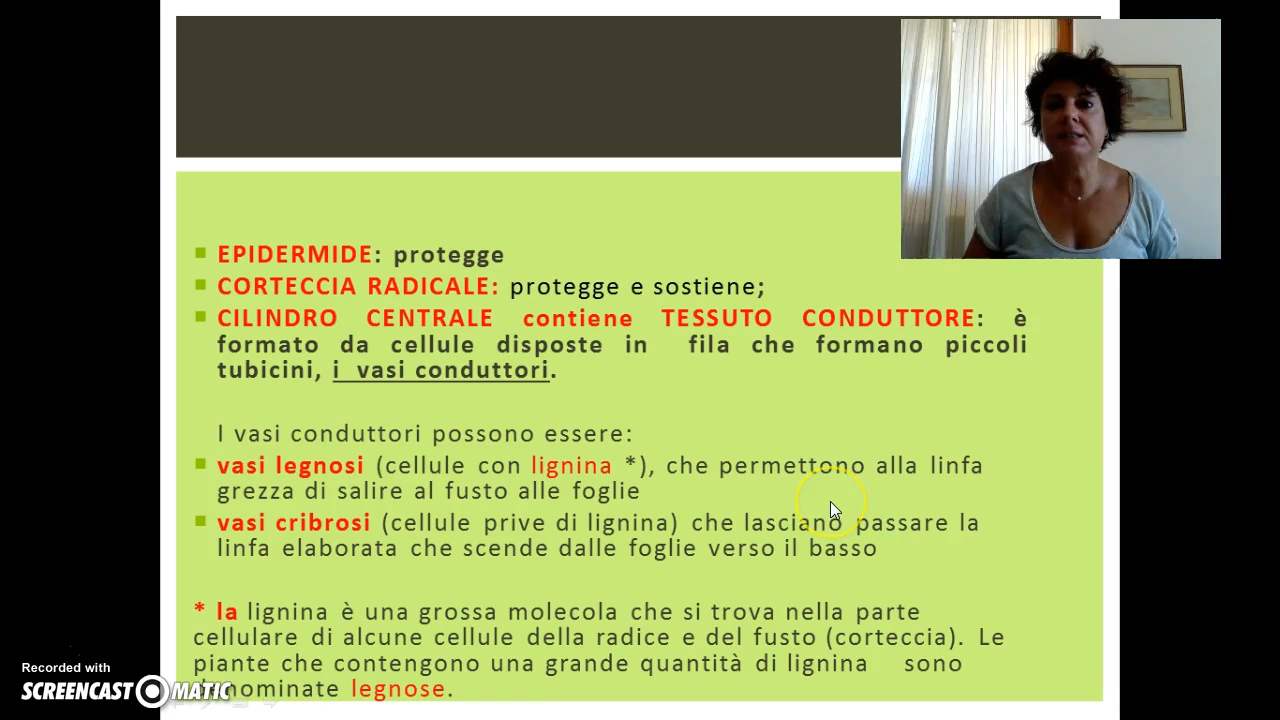 EPIDERMIDE: protegge
CORTECCIA RADICALE: protegge e sostiene;
CILINDRO CENTRALE contiene TESSUTO CONDUTTORE: è
formato da cellule disposte in fila che formano piccoli
tubicini, i vasi conduttori.
I vasi conduttori possono essere:
vasi legnosi (cellule con lignina *), che permettono alla linfa
grezza di salire al fusto alle foglie
vasi cribrosi (cellule prive di lignina) che lasciano passare la
linfa elaborata che scende dalle foglie verso il basso
* la lignina è una grossa molecola che si trova nella parte
cellulare di alcune cellule della radice e del fusto (corteccia). Le
piante che contengono una grande quantità di lignina sono
denominate legnose.
Recorded with
SCREENCAST MATIC